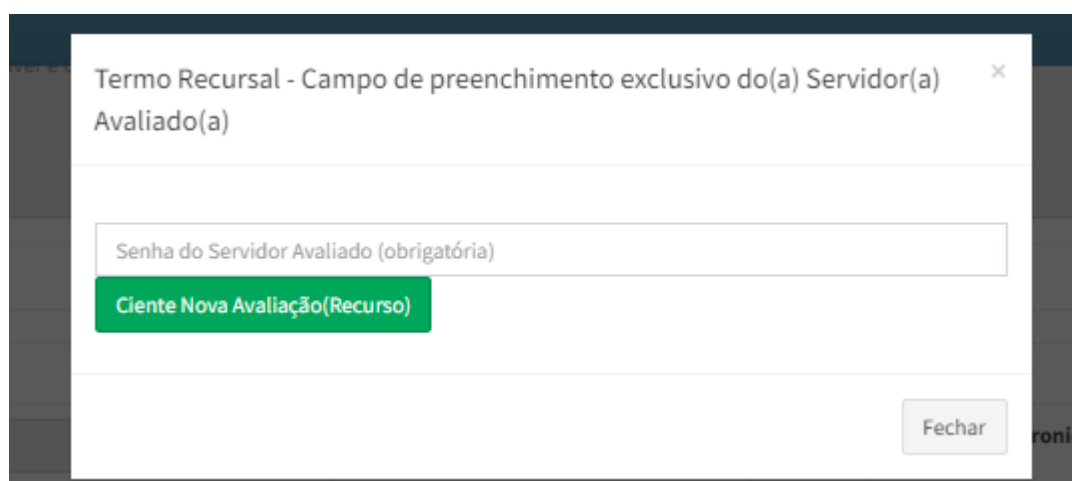 Termo Recursal - Campo de preenchimento exclusivo do(a) Servidor(a)
Avaliado(a)
×
Senha do Servidor Avaliado (obrigatória)
Ciente Nova Avaliação(Recurso)
Fechar
roni